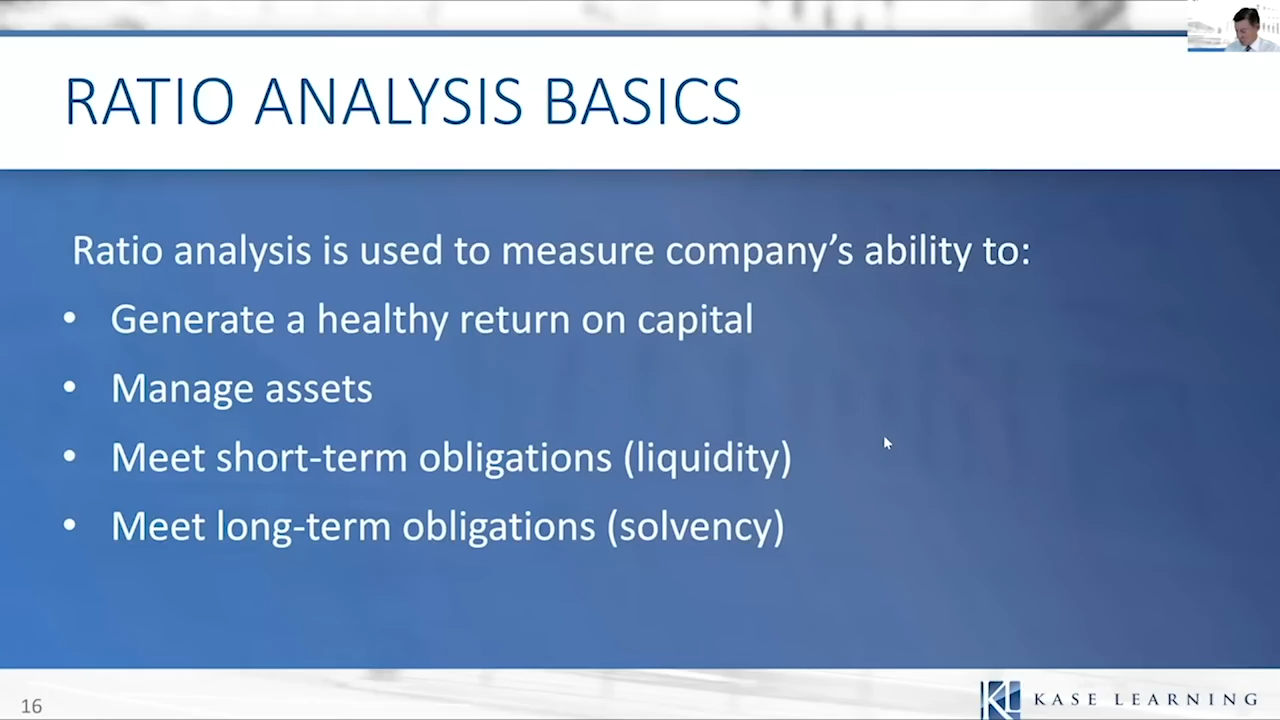 RATIO ANALYSIS BASICS
Ratio analysis is used to measure company’s ability to:
• Generate a healthy return on capital
• Manage assets
• Meet short-term obligations (liquidity)
• Meet long-term obligations (solvency)
16
KL KASE LEARNING